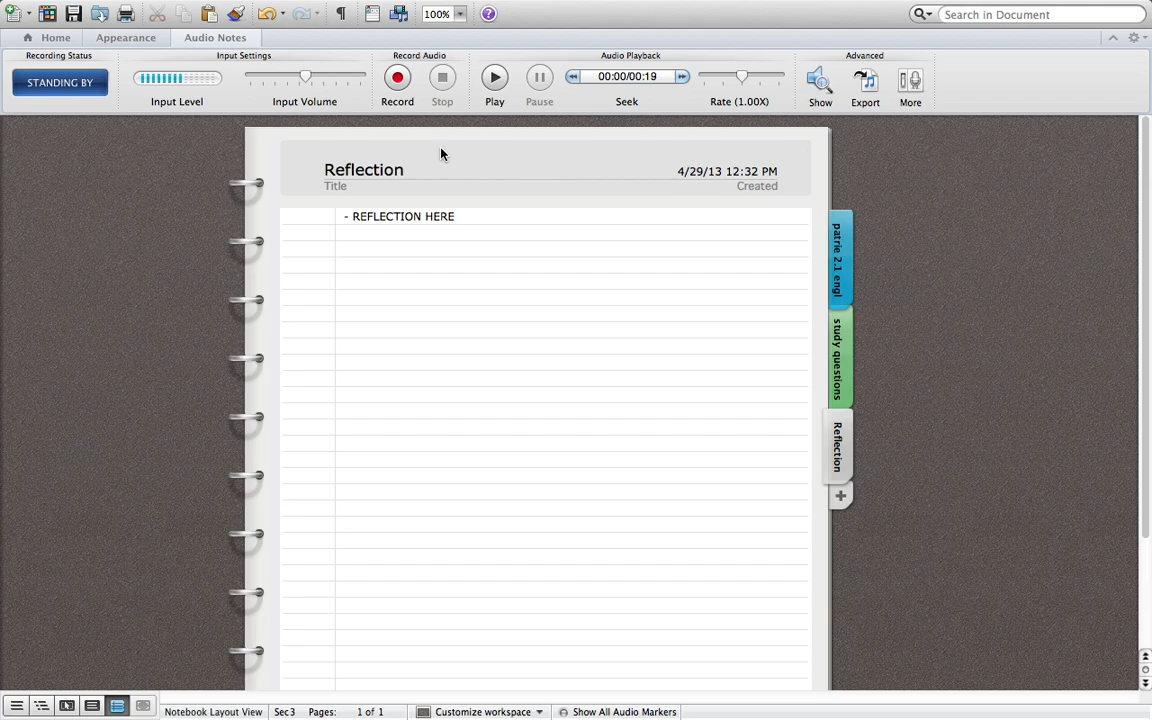 100%
Search in Document
Home Appearance Audio Notes
Recording Status Input Settings Record Audio Audio Playback Advanced
STANDING BY
00:00/00:19
Input Level Input Volume Record Stop Play Pause Seek Rate (1.00X) Show Export More
Reflection 4/29/13 12:32 PM
Title Created
- REFLECTION HERE
patrie 2.1 engl
study questions
Reflection
Notebook Layout View Sec3 Pages: 1 of 1 Customize workspace Show All Audio Markers